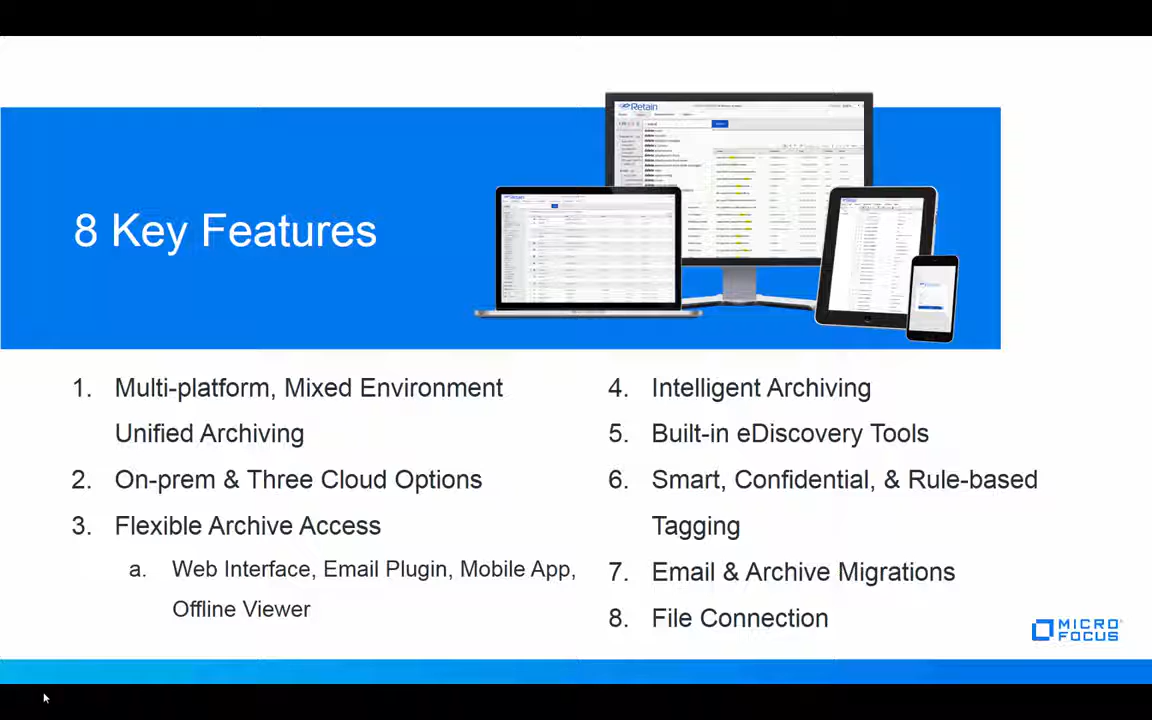 Retain
8 Key Features
1. Multi-platform, Mixed Environment
Unified Archiving
2. On-prem & Three Cloud Options
3. Flexible Archive Access
a. Web Interface, Email Plugin, Mobile App,
Offline Viewer
4. Intelligent Archiving
5. Built-in eDiscovery Tools
6. Smart, Confidential, & Rule-based
Tagging
7. Email & Archive Migrations
8. File Connection
MICRO
FOCUS